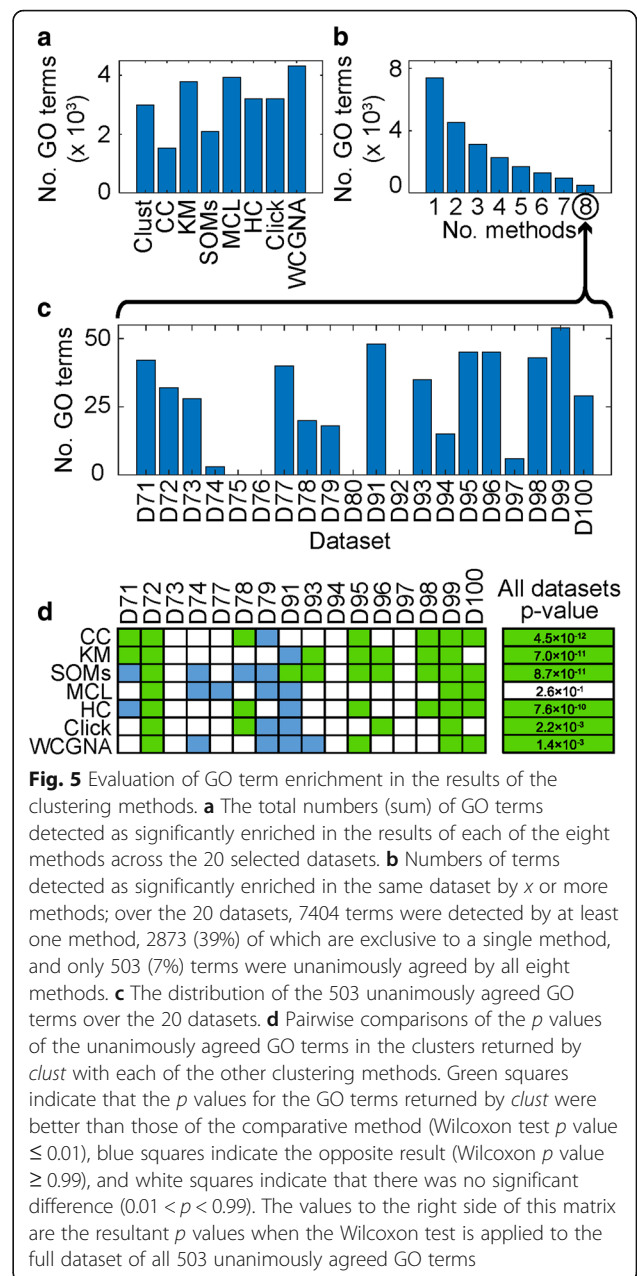 a
No. GO terms
(x 10³)
4
2
0
Clust
CC
KM
SOMs
MCL
HC
Click
WCGNA
b
No. GO terms
(x 10³)
8
4
0
1 2 3 4 5 6 7 8
No. methods
c
No. GO terms
50
25
0
D71
D72
D73
D74
D75
D76
D77
D78
D79
D80
D91
D92
D93
D94
D95
D96
D97
D98
D99
D100
Dataset
d
D71
D72
D73
D74
D77
D78
D79
D91
D93
D94
D95
D96
D97
D98
D99
D100
All datasets
p-value
CC 4.5×10⁻¹²
KM 7.0×10⁻¹¹
SOMs 8.7×10⁻¹¹
MCL 2.6×10⁻¹
HC 7.6×10⁻¹⁰
Click 2.2×10⁻³
WCGNA 1.4×10⁻³
Fig. 5 Evaluation of GO term enrichment in the results of the
clustering methods. a The total numbers (sum) of GO terms
detected as significantly enriched in the results of each of the eight
methods across the 20 selected datasets. b Numbers of terms
detected as significantly enriched in the same dataset by x or more
methods; over the 20 datasets, 7404 terms were detected by at least
one method, 2873 (39%) of which are exclusive to a single method,
and only 503 (7%) terms were unanimously agreed by all eight
methods. c The distribution of the 503 unanimously agreed GO
terms over the 20 datasets. d Pairwise comparisons of the p values
of the unanimously agreed GO terms in the clusters returned by
clust with each of the other clustering methods. Green squares
indicate that the p values for the GO terms returned by clust were
better than those of the comparative method (Wilcoxon test p value
≤ 0.01), blue squares indicate the opposite result (Wilcoxon p value
≥ 0.99), and white squares indicate that there was no significant
difference (0.01 < p < 0.99). The values to the right side of this matrix
are the resultant p values when the Wilcoxon test is applied to the
full dataset of all 503 unanimously agreed GO terms